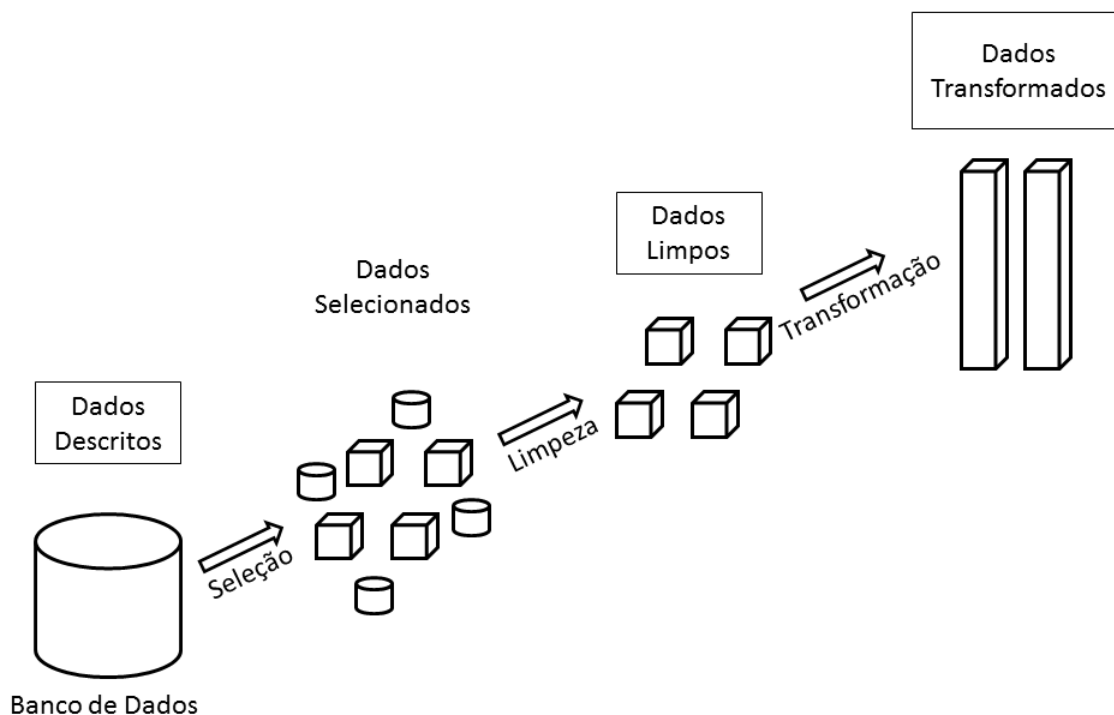 Dados
Transformados
Dados
Limpos
Transformação
Dados
Selecionados
Limpeza
Dados
Descritos
Seleção
Banco de Dados